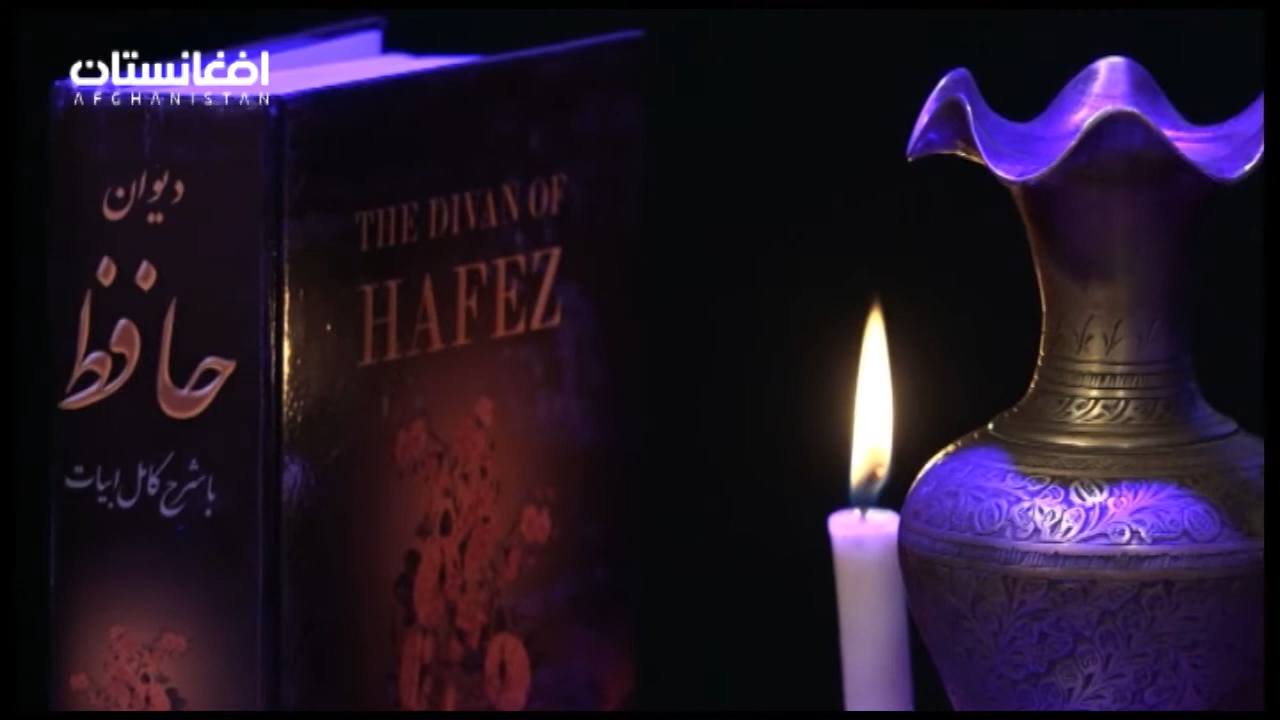 افغانستان
AFGHANISTAN
دیوان
حافظ
با شرح کامل ابیات
THE DIVAN OF
HAFEZ